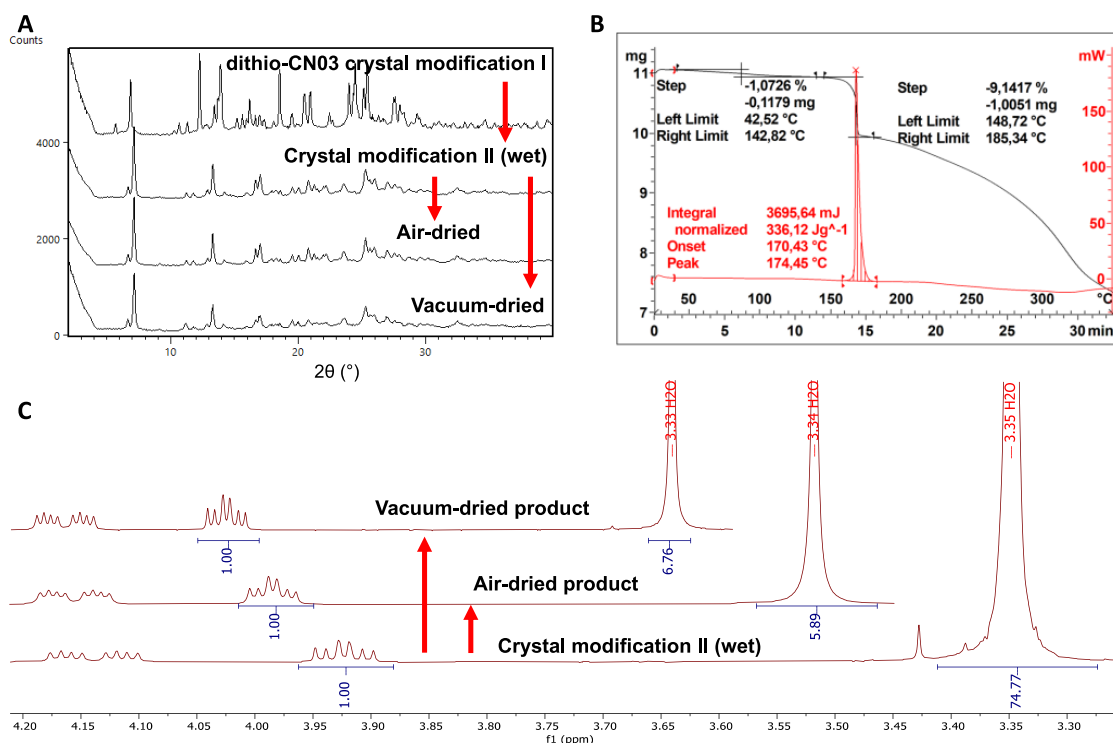 A
Counts
dithio-CN03 crystal modification I
4000
Crystal modification II (wet)
Air-dried
2000
Vacuum-dried
0
10 20 30
2θ (°)
B
mg
mW
11
Step -1,0726 %
-0,1179 mg
Left Limit 42,52 °C
Right Limit 142,82 °C
Step -9,1417 %
-1,0051 mg
Left Limit 148,72 °C
Right Limit 185,34 °C
150
10
100
9
Integral 3695,64 mJ
normalized 336,12 Jg^-1
Onset 170,43 °C
Peak 174,45 °C
50
8
0
50 100 150 200 250 300 °C
7
0 5 10 15 20 25 30 min
C
3.33 H2O
3.34 H2O
3.35 H2O
Vacuum-dried product
1.00
6.76
Air-dried product
1.00
5.89
Crystal modification II (wet)
1.00
74.77
4.20 4.15 4.10 4.05 4.00 3.95 3.90 3.85 3.80 3.75 3.70 3.65 3.60 3.55 3.50 3.45 3.40 3.35 3.30
f1 (ppm)